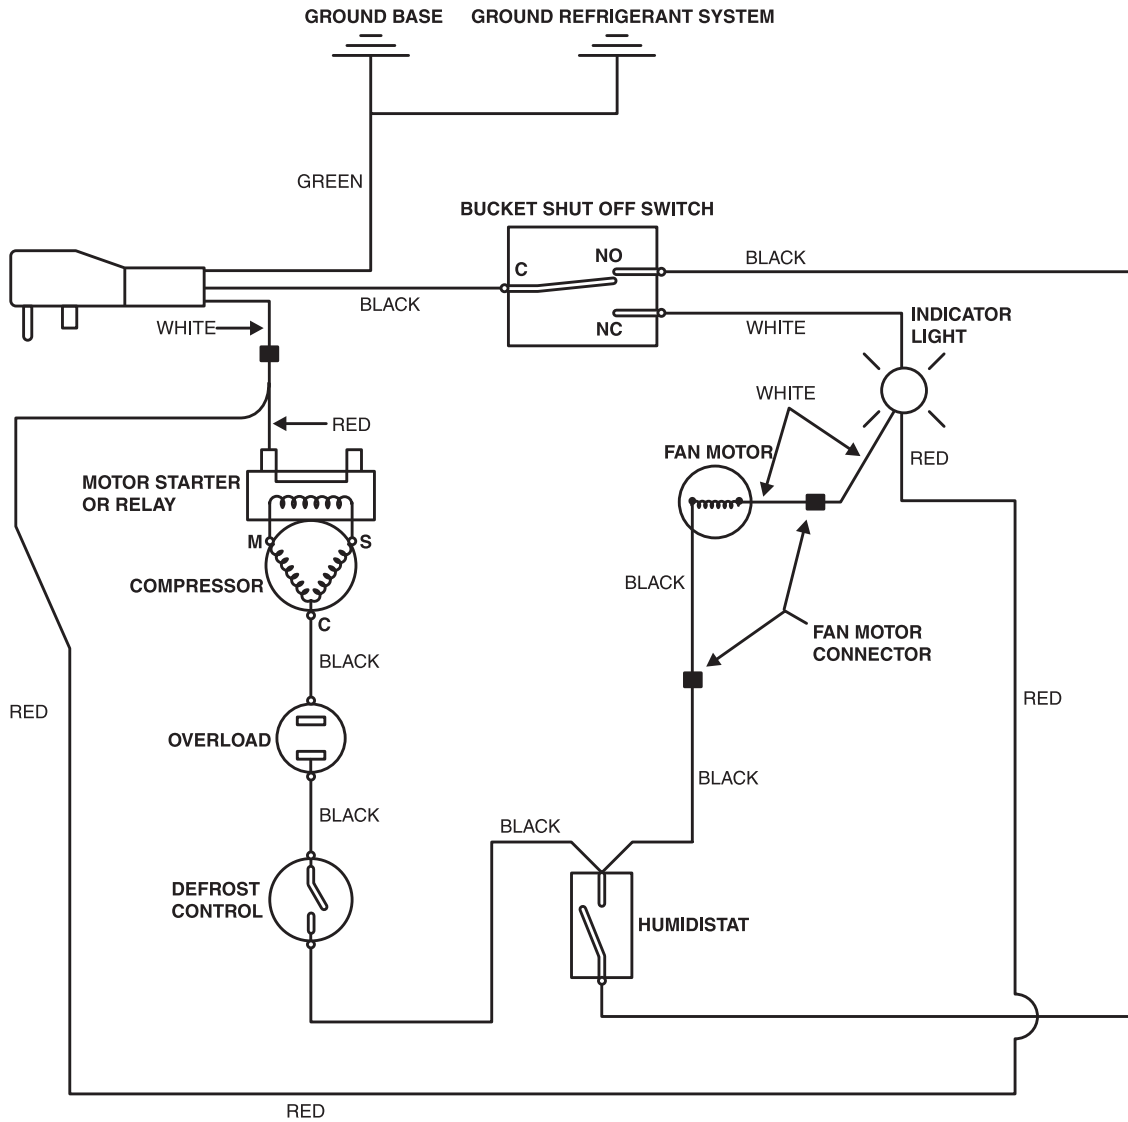 GROUND BASE
GROUND REFRIGERANT SYSTEM
GREEN
BUCKET SHUT OFF SWITCH
NO
C
BLACK
BLACK
WHITE
NC
WHITE
INDICATOR
LIGHT
WHITE
RED
FAN MOTOR
RED
MOTOR STARTER
OR RELAY
M
S
COMPRESSOR
BLACK
C
FAN MOTOR
CONNECTOR
BLACK
RED
RED
OVERLOAD
BLACK
BLACK
BLACK
DEFROST
CONTROL
HUMIDISTAT
RED